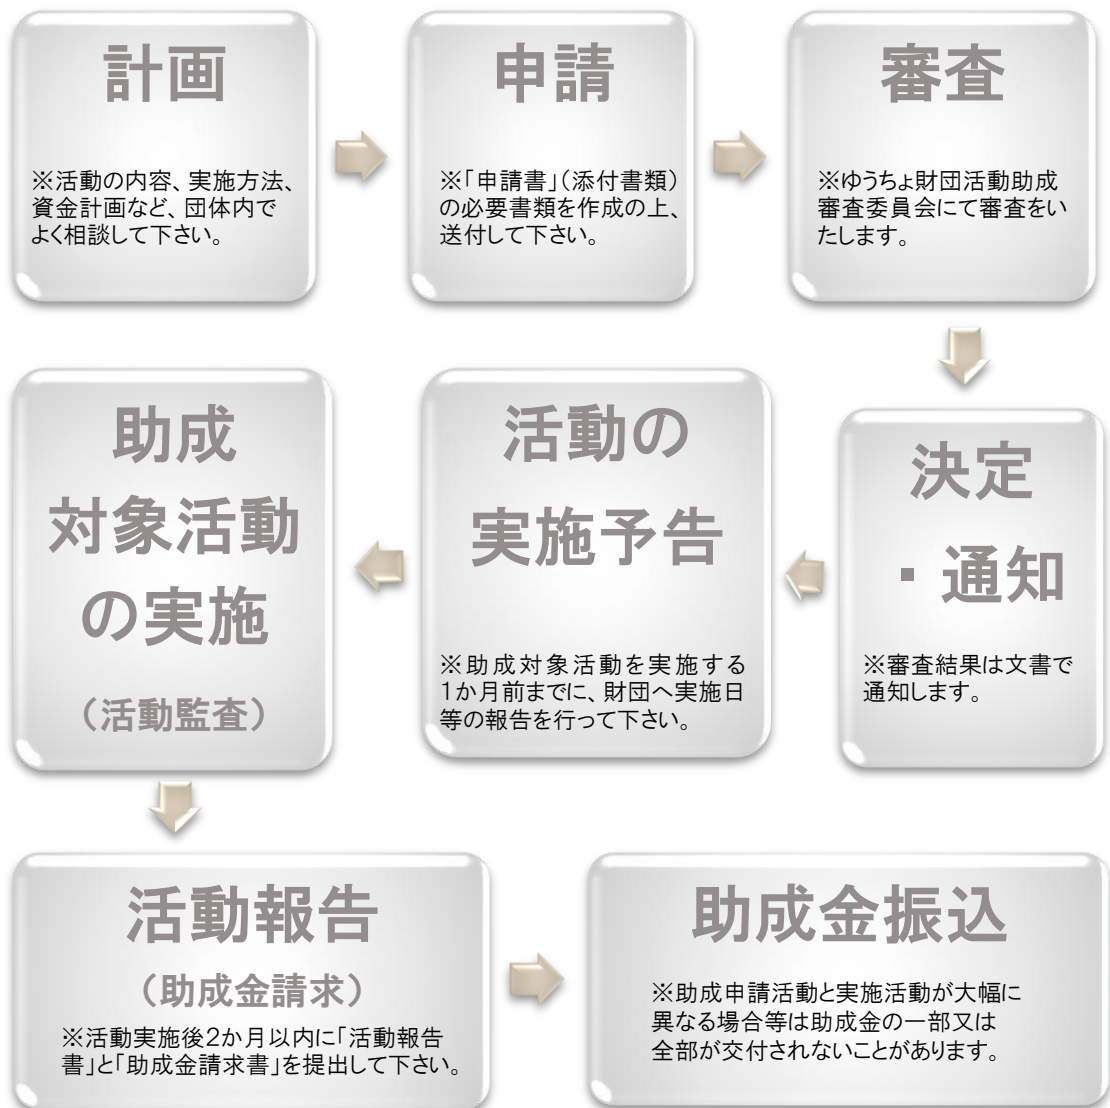 計画
※活動の内容、実施方法、
資金計画など、団体内で
よく相談して下さい。
申請
※「申請書」（添付書類）
の必要書類を作成の上、
送付して下さい。
審査
※ゆうちょ財団活動助成
審査委員会にて審査をい
たします。
決定
・通知
※審査結果は文書で
通知します。
活動の
実施予告
※助成対象活動を実施する
1か月前までに、財団へ実施日
等の報告を行って下さい。
助成
対象活動
の実施
（活動監査）
活動報告
（助成金請求）
※活動実施後2か月以内に「活動報告
書」と「助成金請求書」を提出して下さい。
助成金振込
※助成申請活動と実施活動が大幅に
異なる場合等は助成金の一部又は
全部が交付されないことがあります。